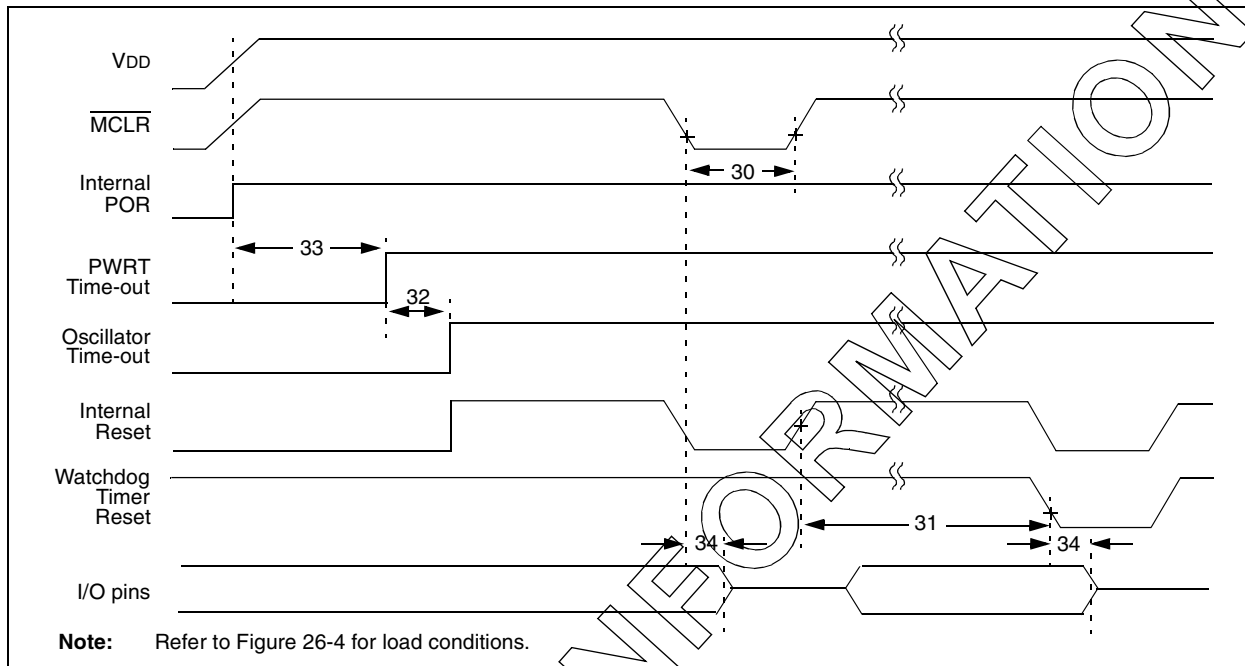 VDD
MCLR
30
Internal
POR
33
PWRT
Time-out
32
Oscillator
Time-out
Internal
Reset
Watchdog
Timer
Reset
31
34
34
I/O pins
Note: Refer to Figure 26-4 for load conditions.
NFORMATION